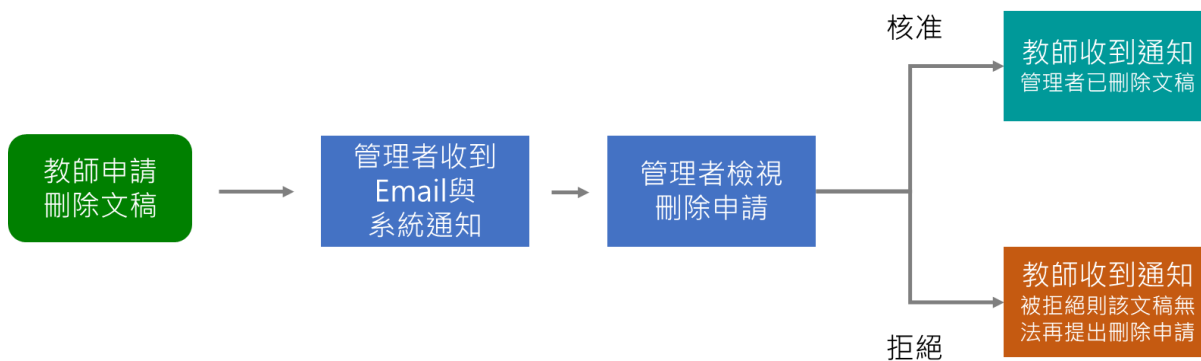 教師申請
刪除文稿
管理者收到
Email與
系統通知
管理者檢視
刪除申請
核准
教師收到通知
管理者已刪除文稿
教師收到通知
被拒絕則該文稿無
法再提出刪除申請
拒絕